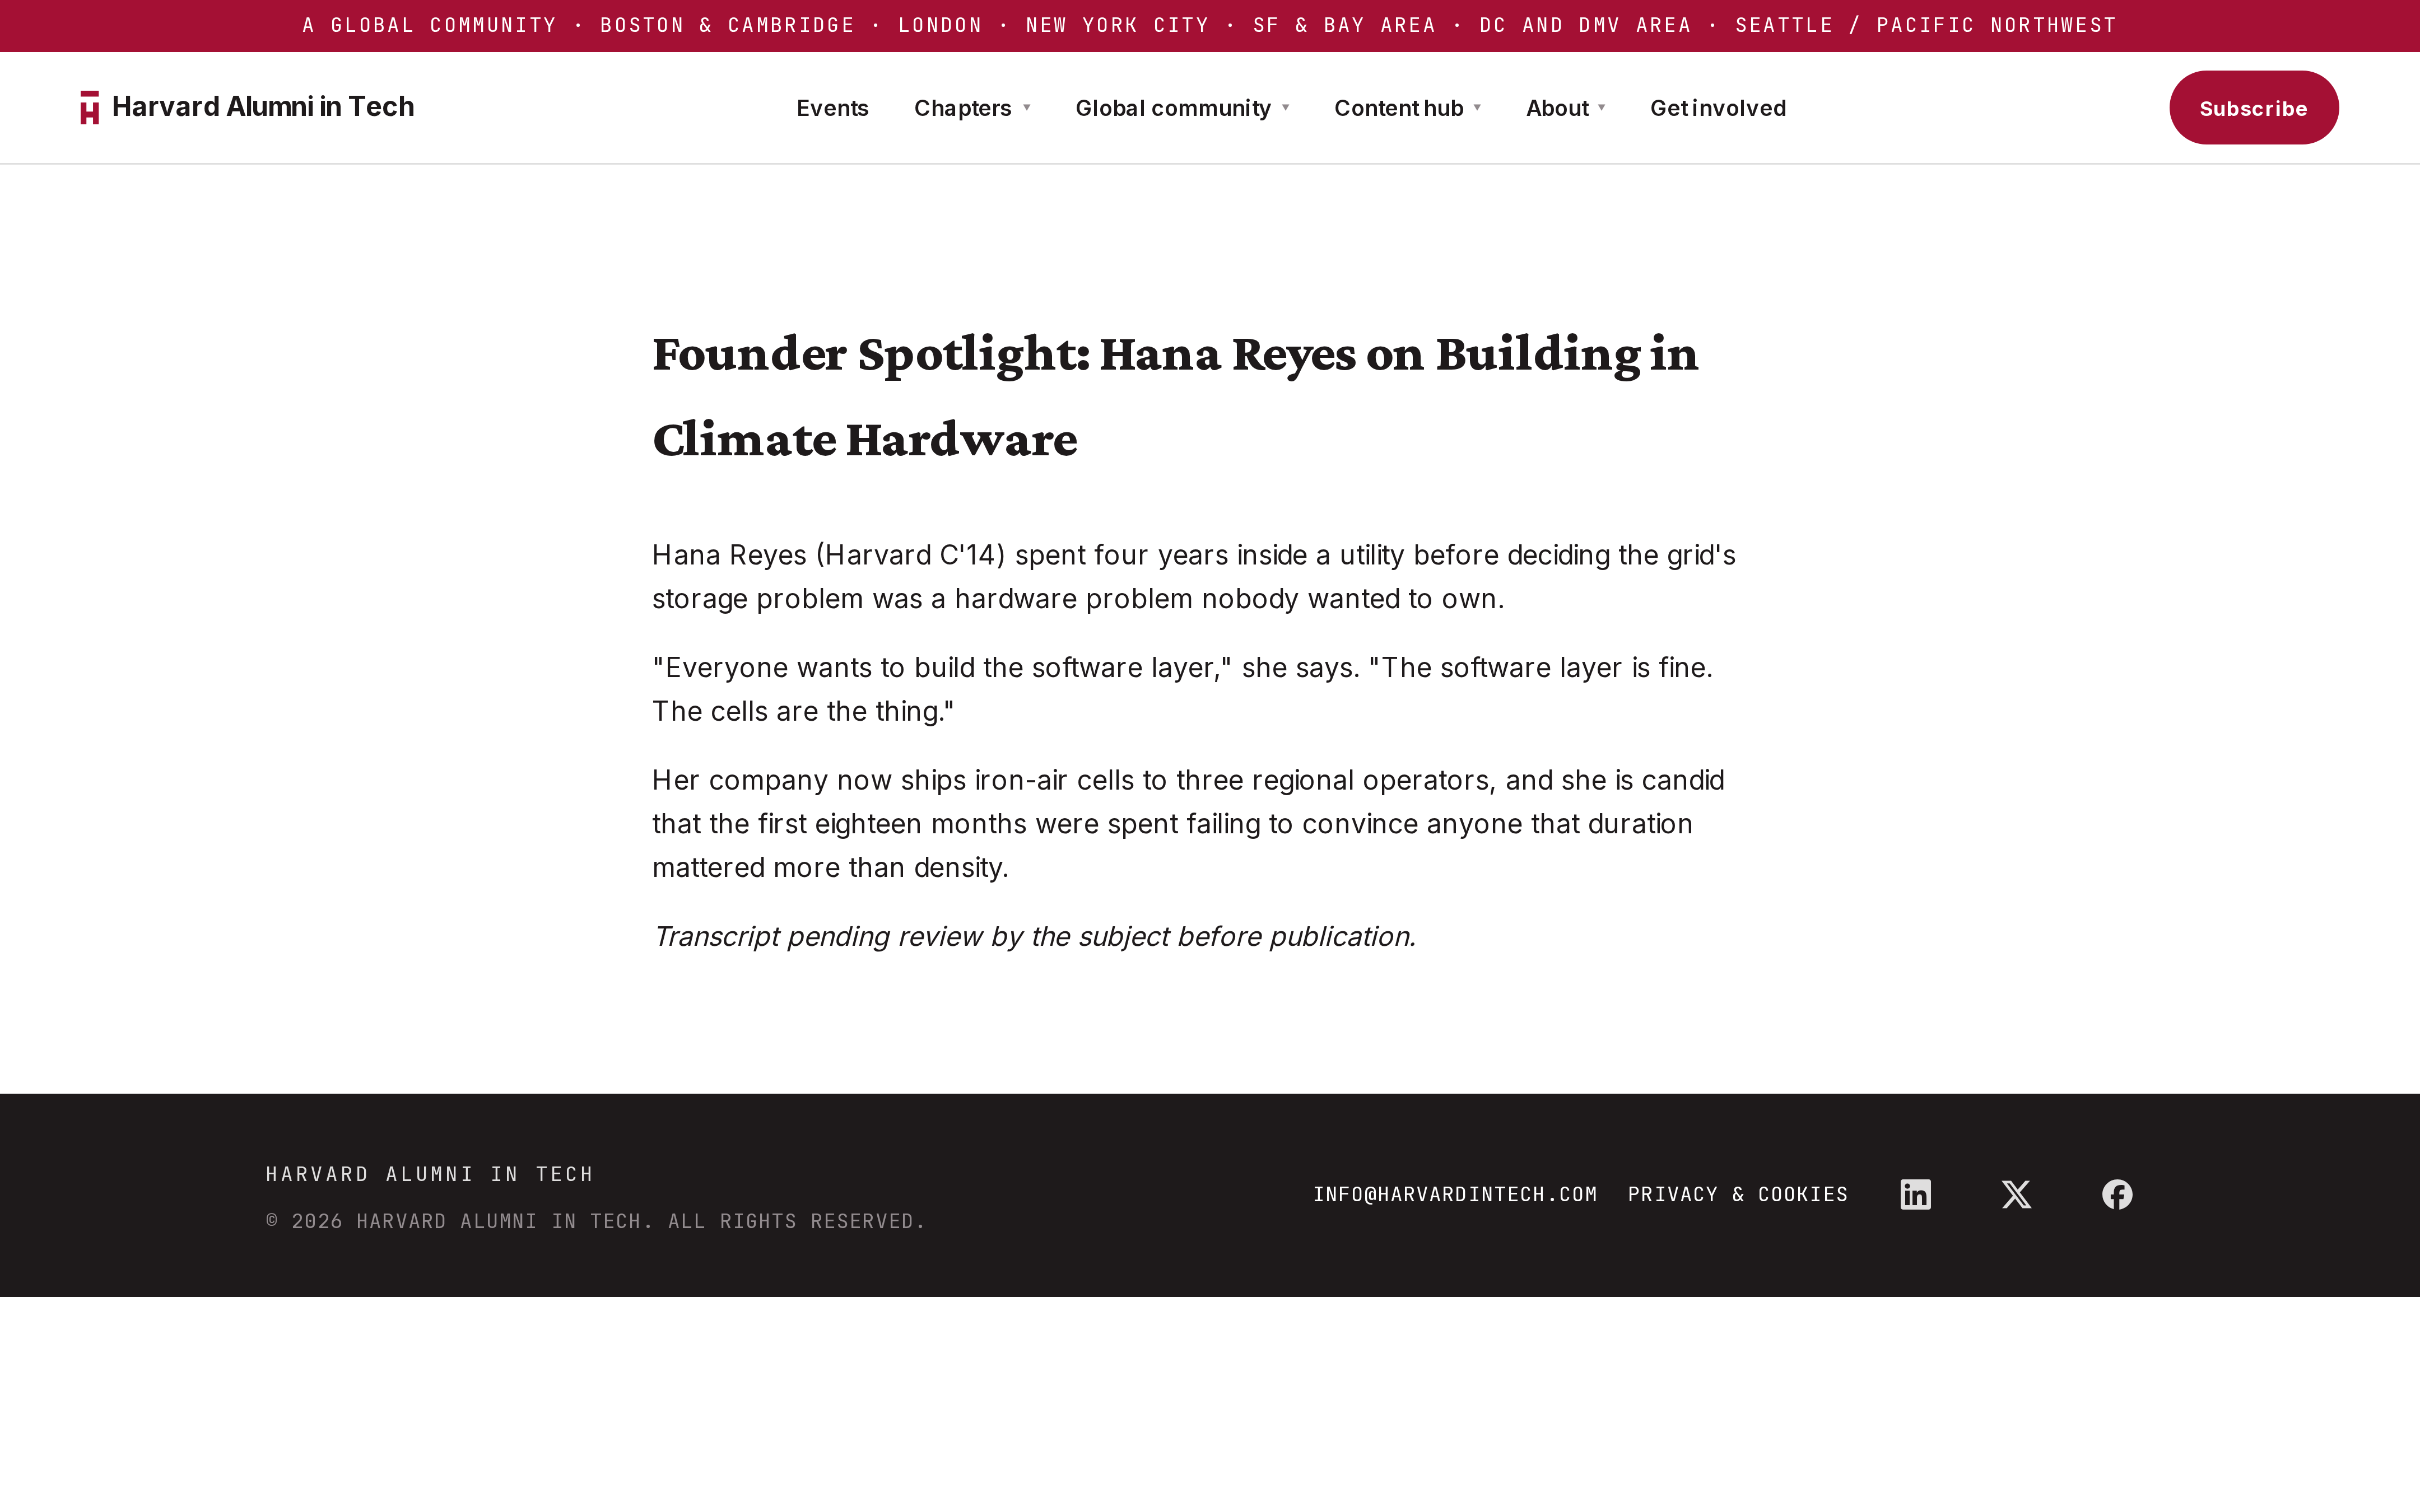 A GLOBAL COMMUNITY · BOSTON & CAMBRIDGE · LONDON · NEW YORK CITY · SF & BAY AREA · DC AND DMV AREA · SEATTLE / PACIFIC NORTHWEST
Harvard Alumni in Tech
Events
Chapters ▾
Global community ▾
Content hub ▾
About ▾
Get involved
Subscribe
Founder Spotlight: Hana Reyes on Building in
Climate Hardware
Hana Reyes (Harvard C'14) spent four years inside a utility before deciding the grid's
storage problem was a hardware problem nobody wanted to own.
"Everyone wants to build the software layer," she says. "The software layer is fine.
The cells are the thing."
Her company now ships iron-air cells to three regional operators, and she is candid
that the first eighteen months were spent failing to convince anyone that duration
mattered more than density.
Transcript pending review by the subject before publication.
HARVARD ALUMNI IN TECH
© 2026 HARVARD ALUMNI IN TECH. ALL RIGHTS RESERVED.
INFO@HARVARDINTECH.COM
PRIVACY & COOKIES